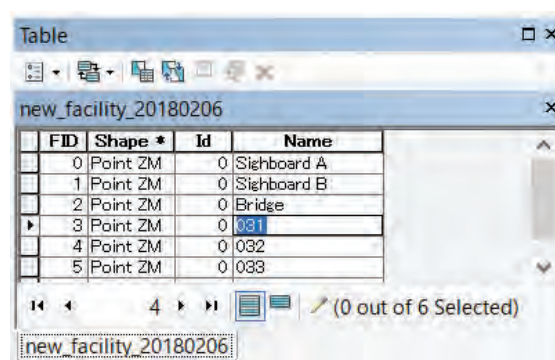 Table
new_facility_20180206
FID Shape * Id Name
0 Point ZM 0 Sighboard A
1 Point ZM 0 Sighboard B
2 Point ZM 0 Bridge
3 Point ZM 0 031
4 Point ZM 0 032
5 Point ZM 0 033
4 (0 out of 6 Selected)
new_facility_20180206